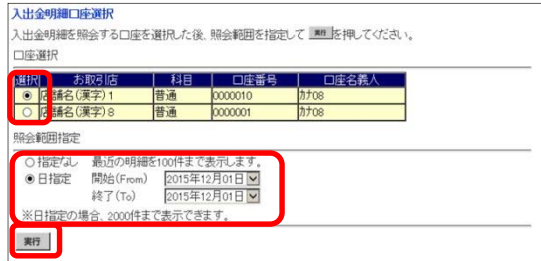 入出金明細口座選択
入出金明細を照会する口座を選択した後、照会範囲を指定して 実行 を押してください。
口座選択
選択 お取引店 科目 口座番号 口座名義人
店舗名(漢字)1 普通 0000010 カナ08
店舗名(漢字)8 普通 0000001 カナ08
照会範囲指定
指定なし 最近の明細を100件まで表示します。
日指定 開始(From) 2015年12月01日
終了(To) 2015年12月01日
※日指定の場合、2000件まで表示できます。
実行